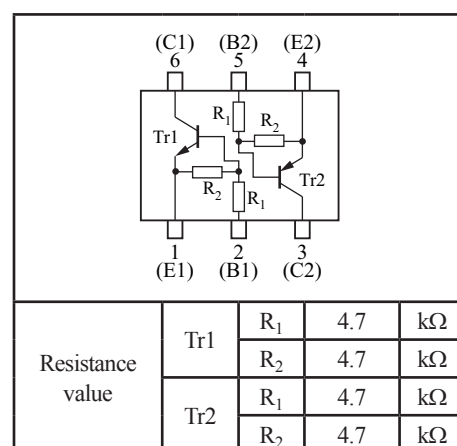 (C1) (B2) (E2)
6 5 4
R1
R2
Tr1
Tr2
R2
R1
1 2 3
(E1) (B1) (C2)
Resistance value Tr1 R1 4.7 kΩ
R2 4.7 kΩ
Tr2 R1 4.7 kΩ
R2 4.7 kΩ